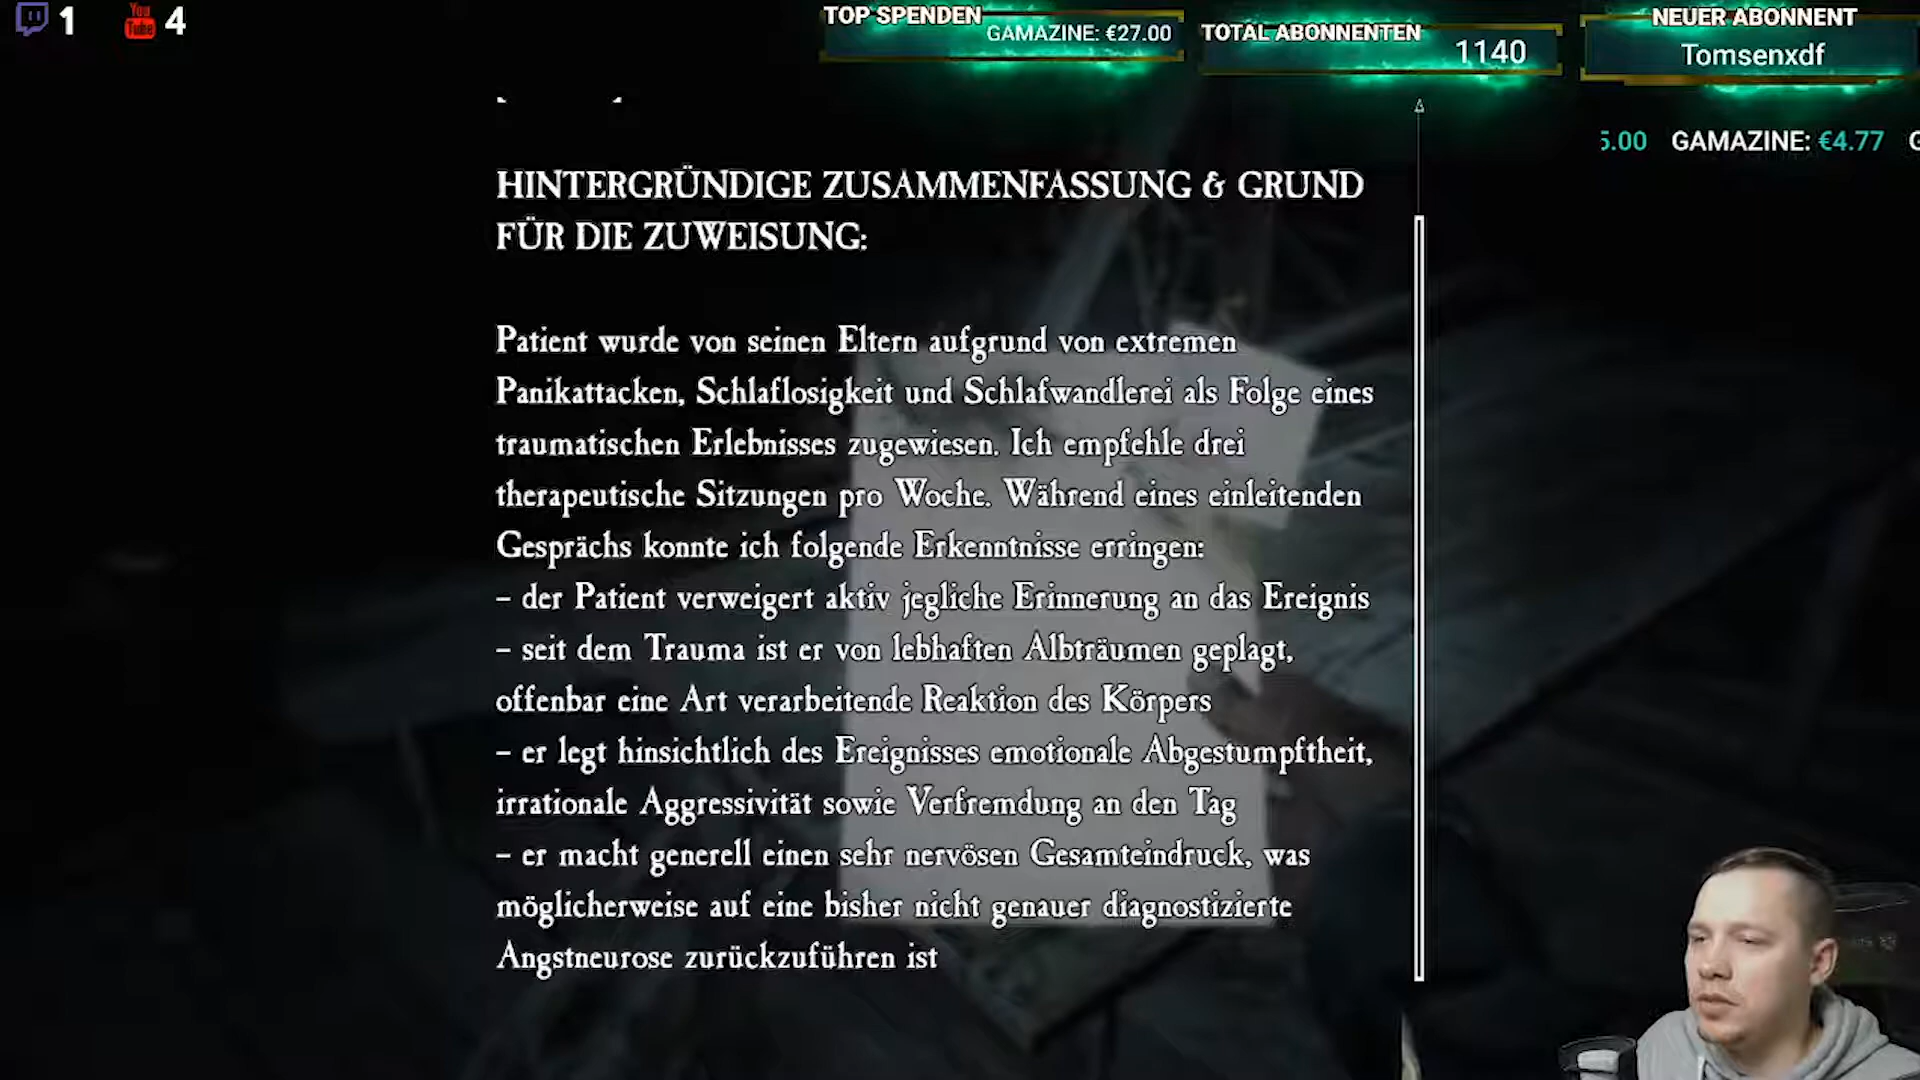 1
You Tube 4
TOP SPENDEN
GAMAZINE: €27.00
TOTAL ABONNENTEN
1140
NEUER ABONNENT
Tomsenxdf
5.00 GAMAZINE: €4.77 G
HINTERGRÜNDIGE ZUSAMMENFASSUNG & GRUND
FÜR DIE ZUWEISUNG:
Patient wurde von seinen Eltern aufgrund von extremen
Panikattacken, Schlaflosigkeit und Schlafwandlerei als Folge eines
traumatischen Erlebnisses zugewiesen. Ich empfehle drei
therapeutische Sitzungen pro Woche. Während eines einleitenden
Gesprächs konnte ich folgende Erkenntnisse erringen:
– der Patient verweigert aktiv jegliche Erinnerung an das Ereignis
– seit dem Trauma ist er von lebhaften Albträumen geplagt,
offenbar eine Art verarbeitende Reaktion des Körpers
– er legt hinsichtlich des Ereignisses emotionale Abgestumpftheit,
irrationale Aggressivität sowie Verfremdung an den Tag
– er macht generell einen sehr nervösen Gesamteindruck, was
möglicherweise auf eine bisher nicht genauer diagnostizierte
Angstneurose zurückzuführen ist